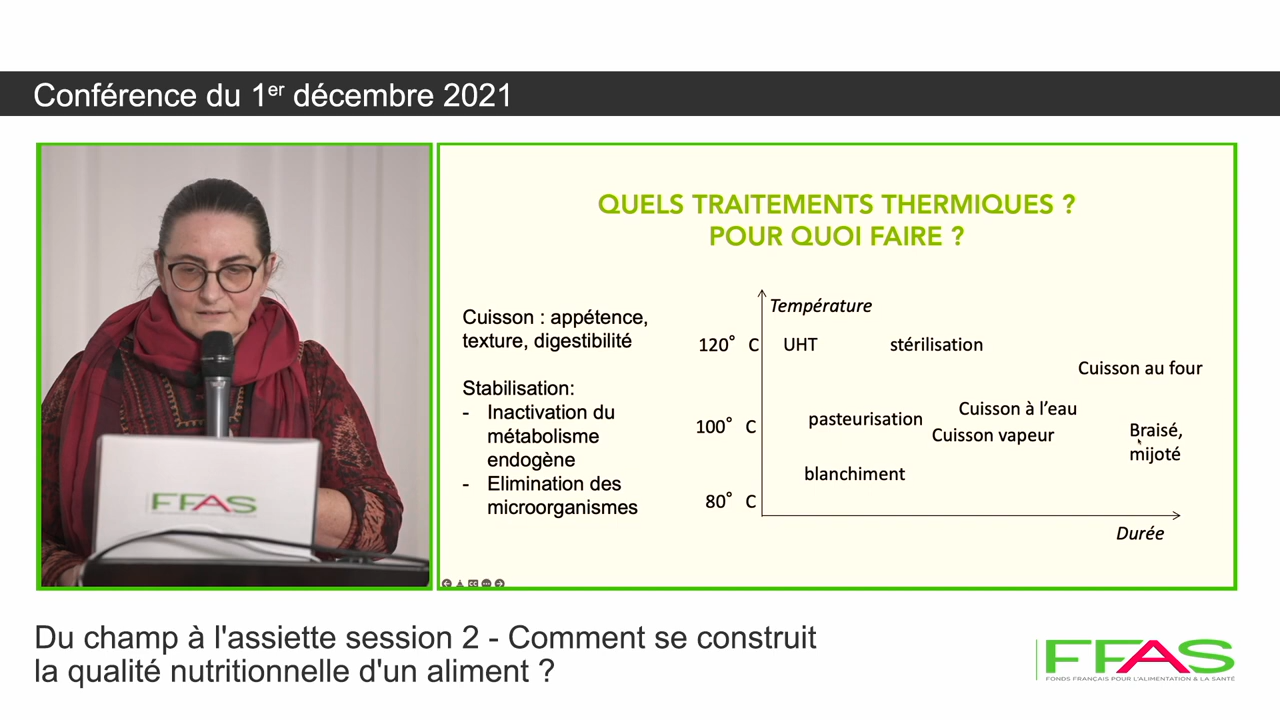 Conférence du 1er décembre 2021
QUELS TRAITEMENTS THERMIQUES ?
POUR QUOI FAIRE ?
Cuisson : appétence,
texture, digestibilité
Stabilisation:
- Inactivation du
métabolisme
endogène
- Elimination des
microorganismes
Température
120° C
UHT
stérilisation
Cuisson au four
100° C
pasteurisation
Cuisson à l’eau
Cuisson vapeur
Braisé,
mijoté
blanchiment
80° C
Durée
FFAS
Du champ à l'assiette session 2 - Comment se construit
la qualité nutritionnelle d'un aliment ?
FFAS
FONDS FRANÇAIS POUR L'ALIMENTATION & LA SANTÉ